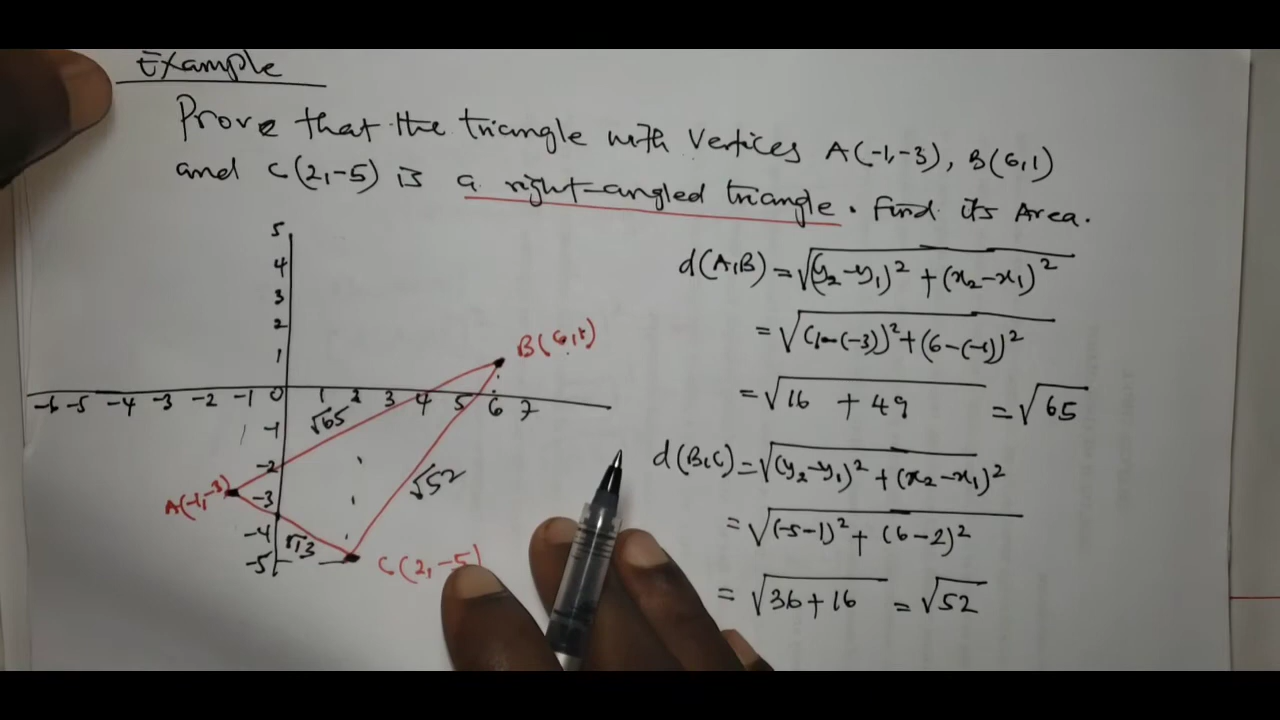 Example
Prove that the triangle with vertices A(-1,-3), B(6,1)
and C(2,-5) is a right-angled triangle. Find its Area.
d(A,B) = √(y₂-y₁)² + (x₂-x₁)²
= √(1-(-3))² + (6-(-1))²
= √16 + 49 = √65
d(B,C) = √(y₂-y₁)² + (x₂-x₁)²
= √(-5-1)² + (6-2)²
= √36+16 = √52
5
4
3
2
1
B(6,1)
-6 -5 -4 -3 -2 -1 0 1 2 3 4 5 6 7
√65
-1
-2
√52
A(-1,-3)
-3
-4
√13
-5
C(2,-5)